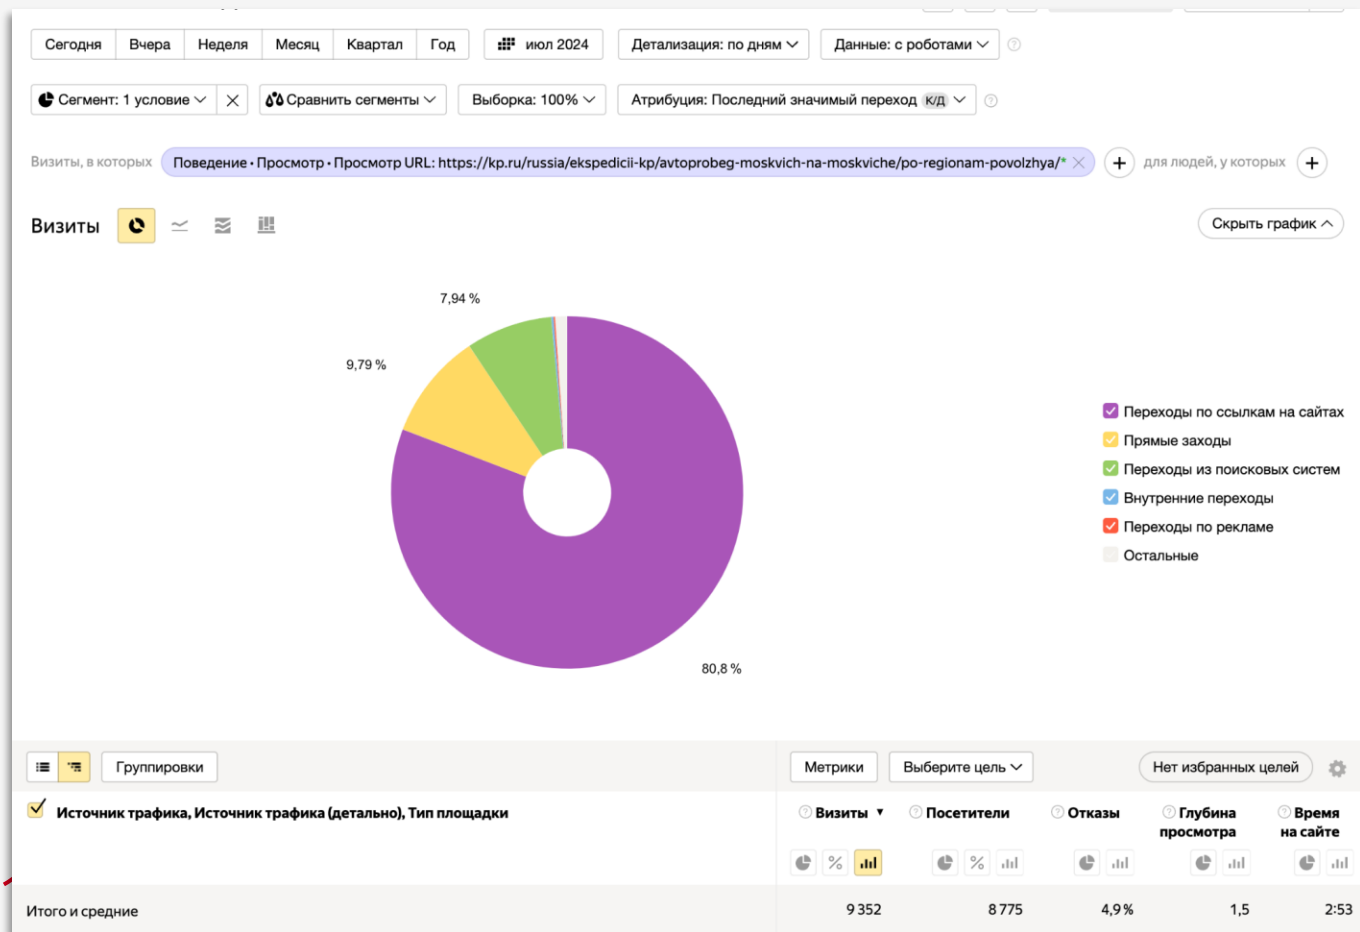 Сегодня Вчера Неделя Месяц Квартал Год июл 2024 Детализация: по дням Данные: с роботами
Сегмент: 1 условие Сравнить сегменты Выборка: 100% Атрибуция: Последний значимый переход К/Д
Визиты, в которых Поведение • Просмотр • Просмотр URL: https://kp.ru/russia/ekspedicii-kp/avtoprobeg-moskvich-na-moskviche/po-regionam-povolzhya/* для людей, у которых
Визиты Скрыть график
7,94 %
9,79 %
Переходы по ссылкам на сайтах
Прямые заходы
Переходы из поисковых систем
Внутренние переходы
Переходы по рекламе
Остальные
80,8 %
Группировки Метрики Выберите цель Нет избранных целей
Источник трафика, Источник трафика (детально), Тип площадки Визиты ▼ Посетители Отказы Глубина просмотра Время на сайте
Итого и средние 9 352 8 775 4,9 % 1,5 2:53